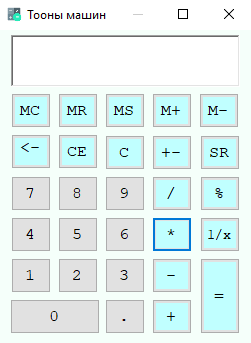 Тооны машин
MC MR MS M+ M-
<- CE C +- SR
7 8 9 / %
4 5 6 * 1/x
1 2 3 - =
0 . +